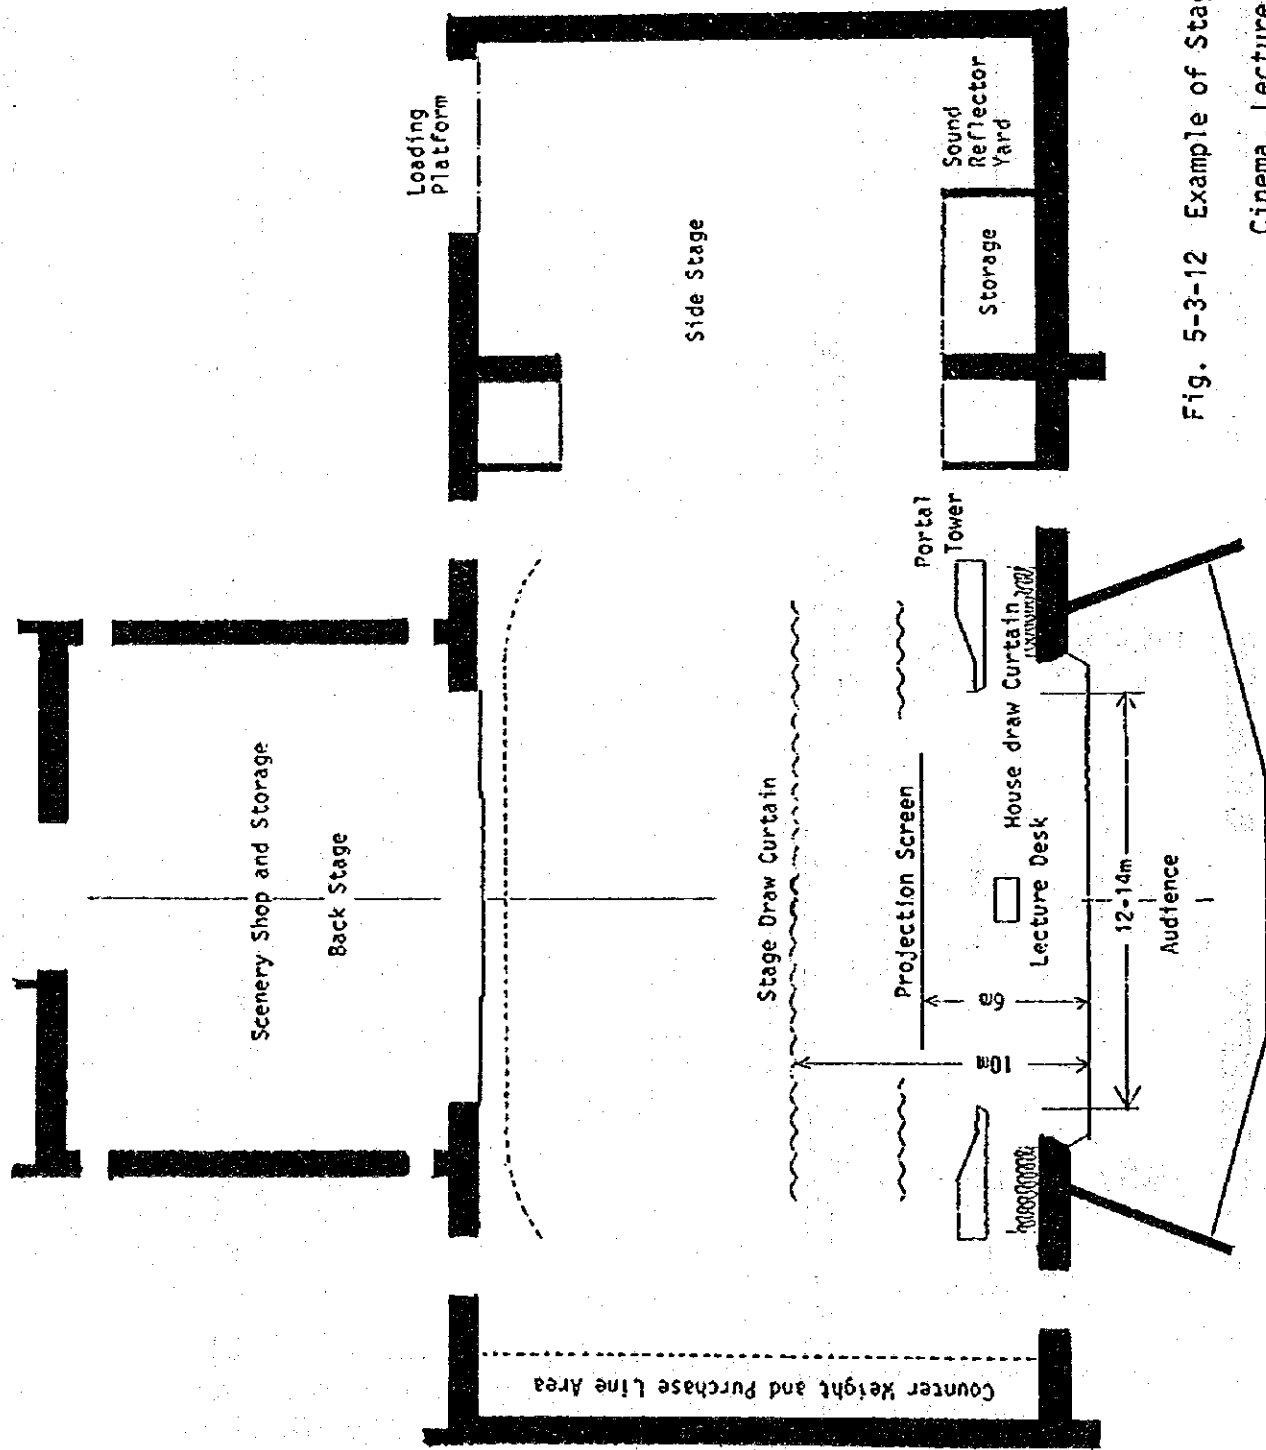 Scenery Shop and Storage
Back Stage
Loading
Platform
Side Stage
Sound
Reflector
Yard
Storage
Stage Draw Curtain
Projection Screen
Portal
Tower
House draw Curtain
Lecture Desk
6m
10m
12-14m
Audience
Counter Weight and Purchase Line Area
Fig. 5-3-12 Example of Stag
Cinema, Lecture